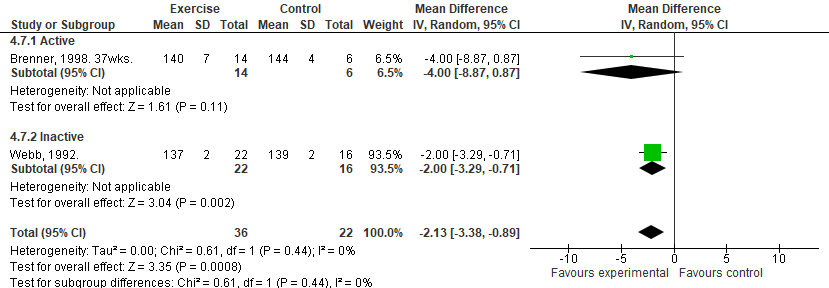 Exercise Control Mean Difference Mean Difference
Study or Subgroup Mean SD Total Mean SD Total Weight IV, Random, 95% CI IV, Random, 95% CI
4.7.1 Active
Brenner, 1998. 37wks. 140 7 14 144 4 6 6.5% -4.00 [-8.87, 0.87]
Subtotal (95% CI) 14 6 6.5% -4.00 [-8.87, 0.87]
Heterogeneity: Not applicable
Test for overall effect: Z = 1.61 (P = 0.11)
4.7.2 Inactive
Webb, 1992. 137 2 22 139 2 16 93.5% -2.00 [-3.29, -0.71]
Subtotal (95% CI) 22 16 93.5% -2.00 [-3.29, -0.71]
Heterogeneity: Not applicable
Test for overall effect: Z = 3.04 (P = 0.002)
Total (95% CI) 36 22 100.0% -2.13 [-3.38, -0.89]
Heterogeneity: Tau² = 0.00; Chi² = 0.61, df = 1 (P = 0.44); I² = 0%
Test for overall effect: Z = 3.35 (P = 0.0008)
Test for subgroup differences: Chi² = 0.61, df = 1 (P = 0.44), I² = 0%
-10 -5 0 5 10
Favours experimental Favours control